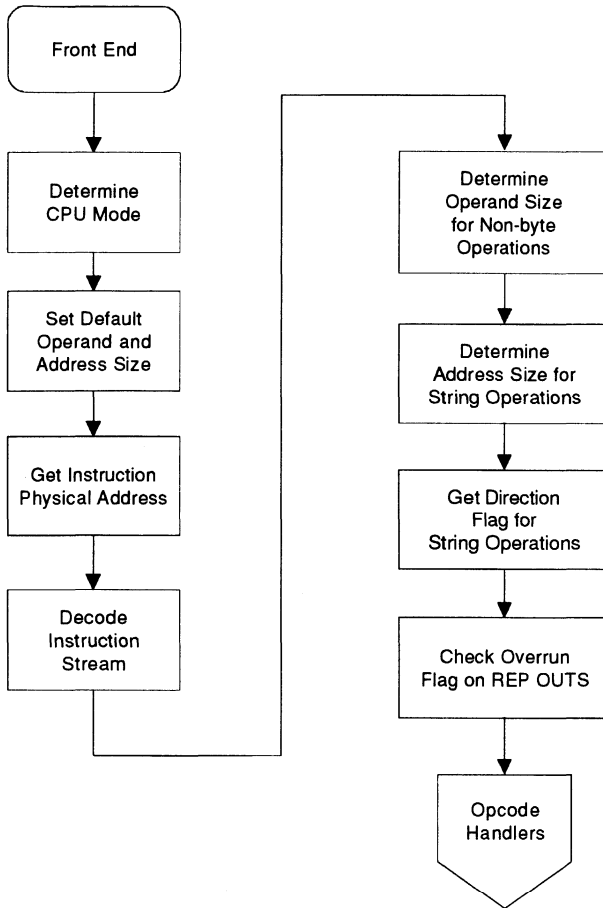 Front End
Determine
CPU Mode
Set Default
Operand and
Address Size
Get Instruction
Physical Address
Decode
Instruction
Stream
Determine
Operand Size
for Non-byte
Operations
Determine
Address Size for
String Operations
Get Direction
Flag for
String Operations
Check Overrun
Flag on REP OUTS
Opcode
Handlers